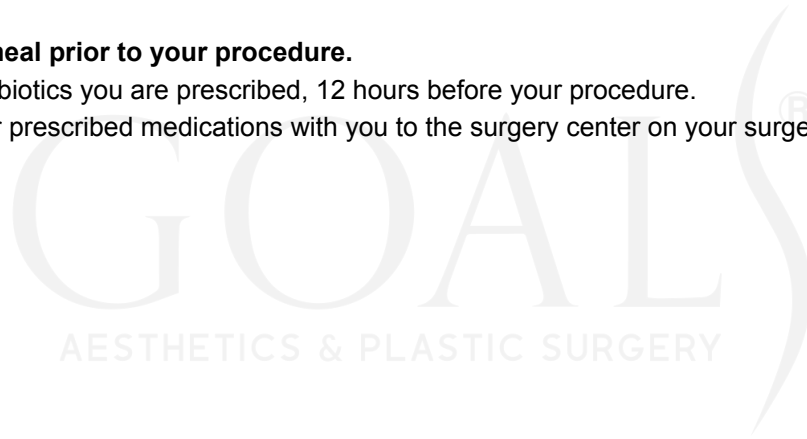 neal prior to your procedure.
biotics you are prescribed, 12 hours before your procedure.
prescribed medications with you to the surgery center on your surge
GOALS®
AESTHETICS & PLASTIC SURGERY